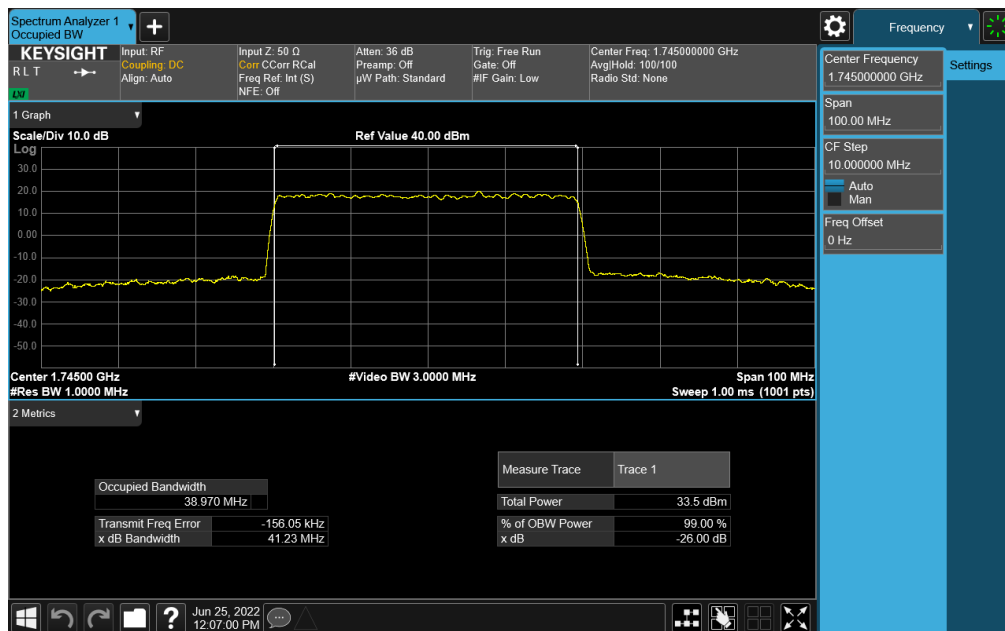 Spectrum Analyzer 1
Occupied BW
Frequency
KEYSIGHT
R L T
LXI
Input: RF
Coupling: DC
Align: Auto
Input Z: 50 Ω
Corr CCorr RCal
Freq Ref: Int (S)
NFE: Off
Atten: 36 dB
Preamp: Off
µW Path: Standard
Trig: Free Run
Gate: Off
#IF Gain: Low
Center Freq: 1.745000000 GHz
Avg|Hold: 100/100
Radio Std: None
Center Frequency
1.745000000 GHz
Settings
Span
100.00 MHz
CF Step
10.000000 MHz
Auto
Man
Freq Offset
0 Hz
1 Graph
Scale/Div 10.0 dB
Ref Value 40.00 dBm
Log
30.0
20.0
10.0
0.00
-10.0
-20.0
-30.0
-40.0
-50.0
Center 1.74500 GHz
#Video BW 3.0000 MHz
Span 100 MHz
#Res BW 1.0000 MHz
Sweep 1.00 ms (1001 pts)
2 Metrics
Measure Trace Trace 1
Occupied Bandwidth
38.970 MHz
Total Power 33.5 dBm
Transmit Freq Error -156.05 kHz
% of OBW Power 99.00 %
x dB Bandwidth 41.23 MHz
x dB -26.00 dB
Jun 25, 2022
12:07:00 PM